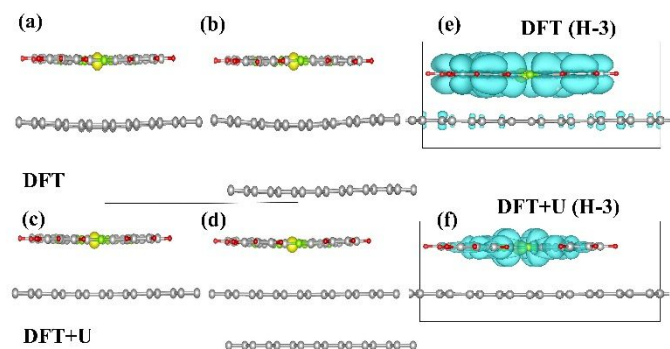 (a)
(b)
(e)
DFT (H-3)
DFT
(c)
(d)
(f)
DFT+U (H-3)
DFT+U